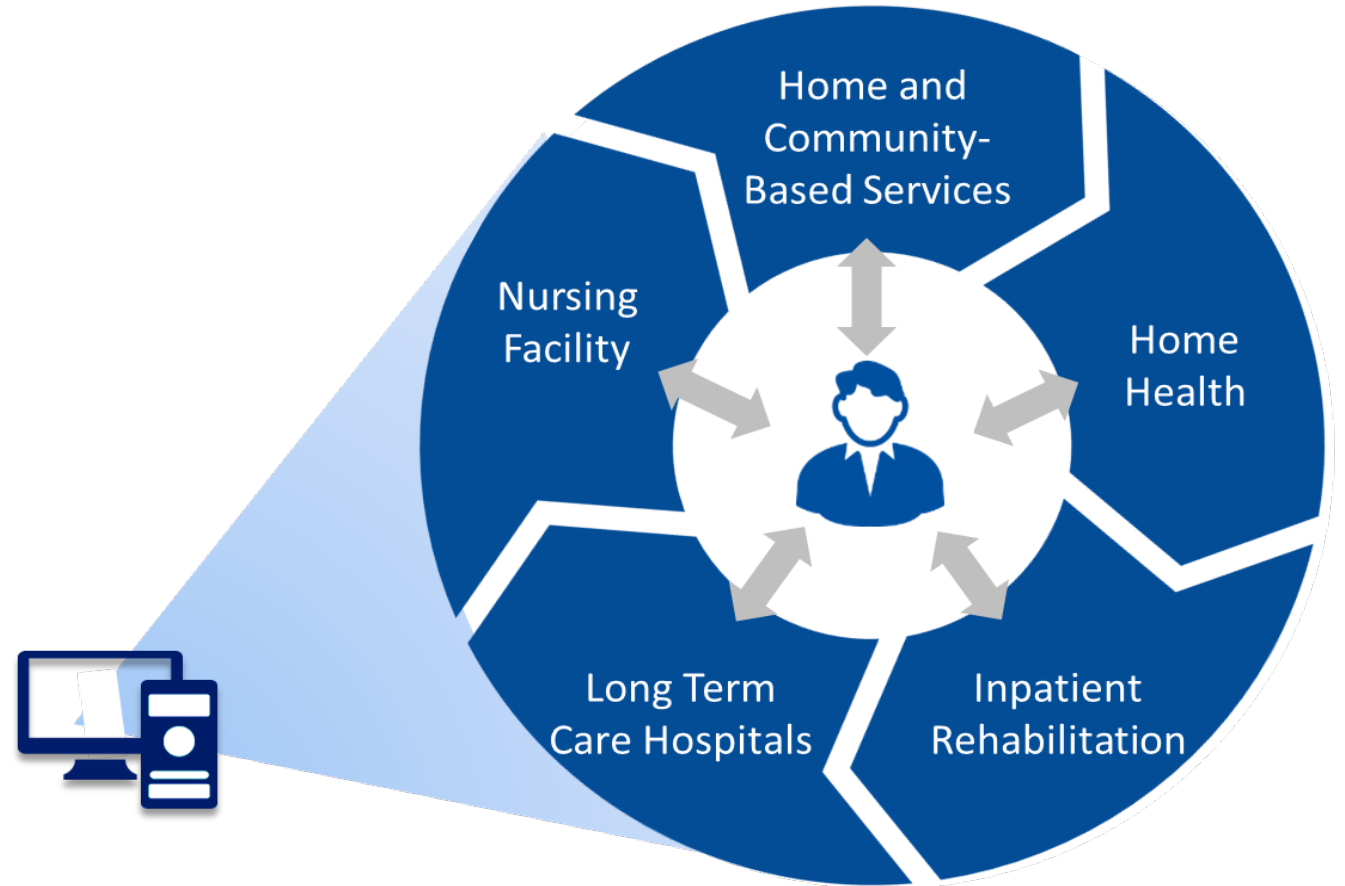 Home and
Community-
Based Services
Home
Health
Inpatient
Rehabilitation
Long Term
Care Hospitals
Nursing
Facility